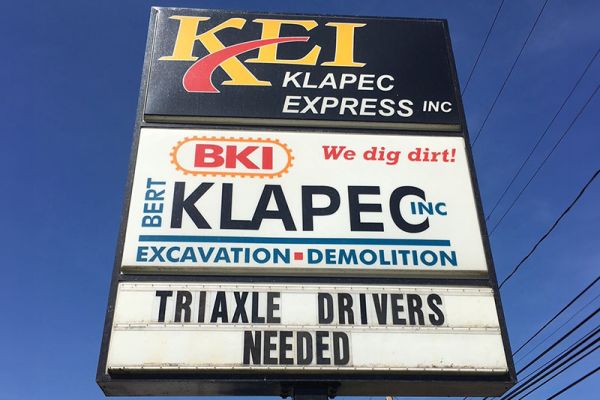 KEI
KLAPEC
EXPRESS INC
BKI We dig dirt!
BERT KLAPEC INC
EXCAVATION ▪ DEMOLITION
TRIAXLE DRIVERS
NEEDED